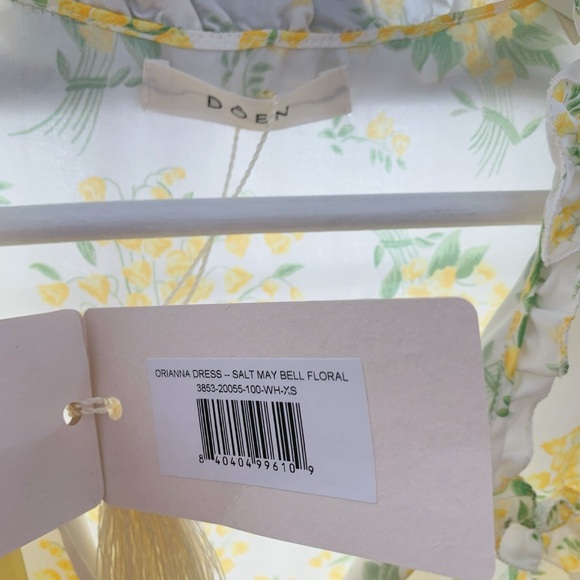 DÔEN
ORIANNA DRESS -- SALT MAY BELL FLORAL
3853-20055-100-WH-XS
8 40404 99610 9